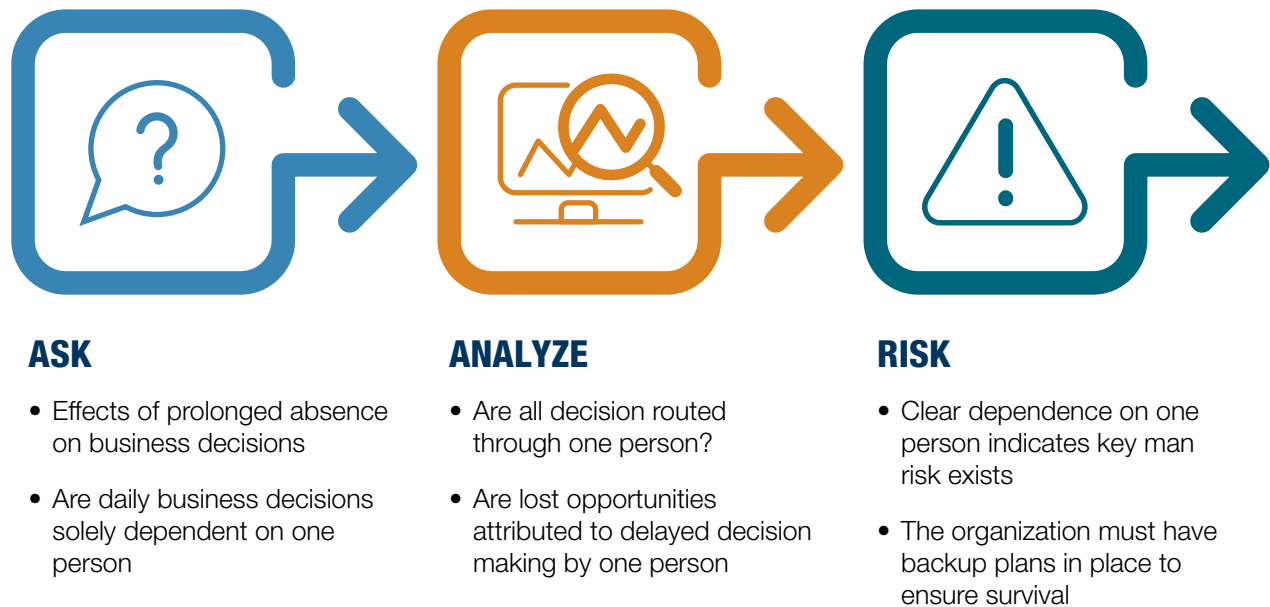 ASK
• Effects of prolonged absence
on business decisions
• Are daily business decisions
solely dependent on one
person
ANALYZE
• Are all decision routed
through one person?
• Are lost opportunities
attributed to delayed decision
making by one person
RISK
• Clear dependence on one
person indicates key man
risk exists
• The organization must have
backup plans in place to
ensure survival